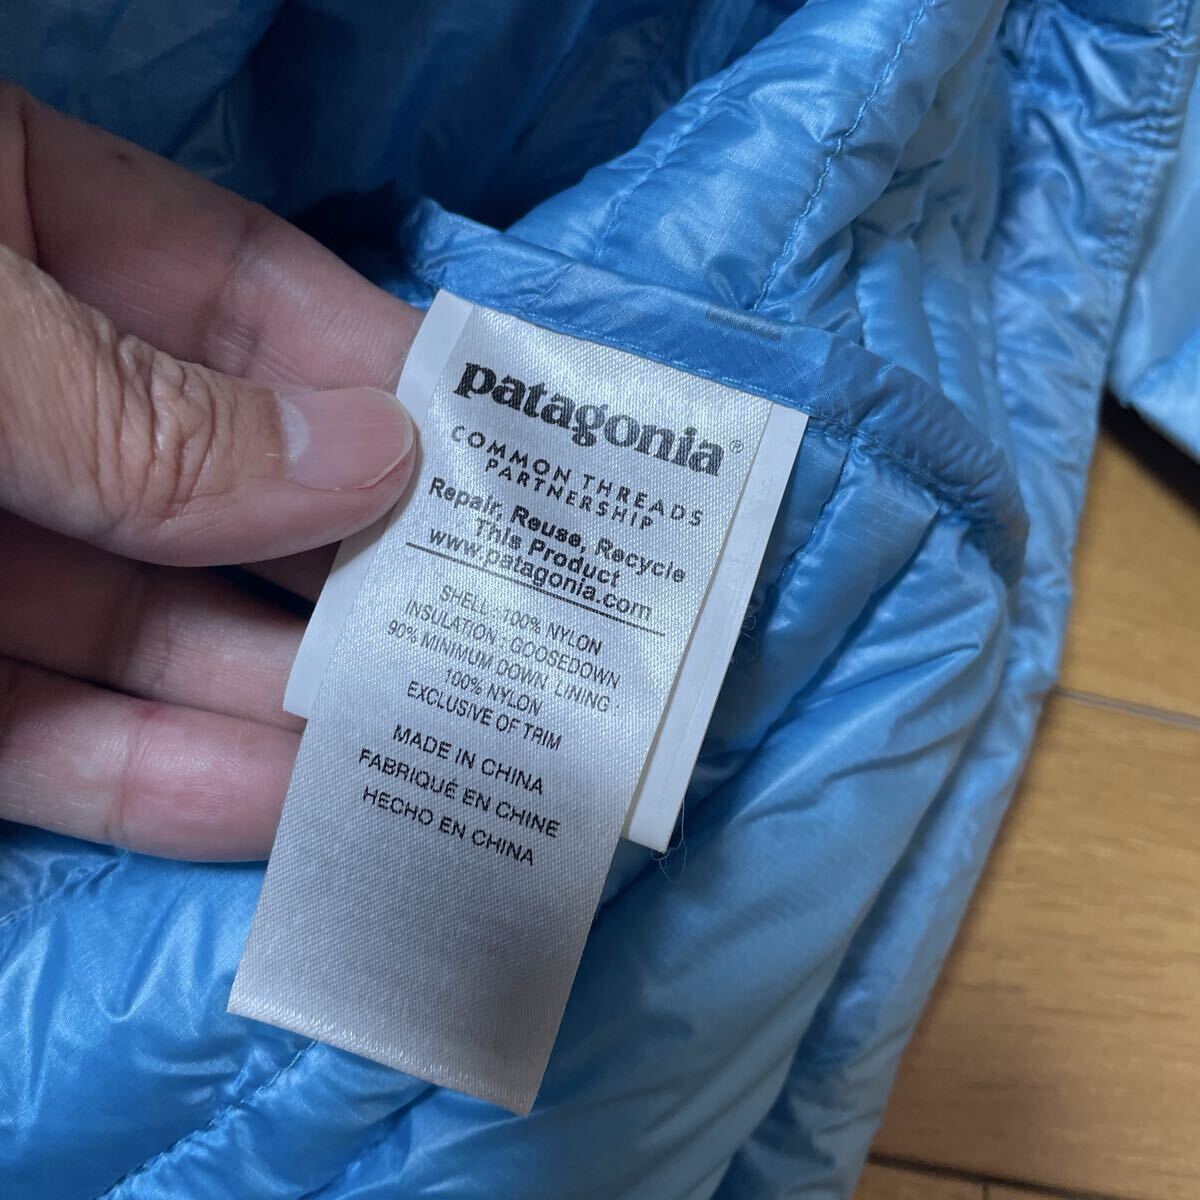 patagonia®
COMMON THREADS
PARTNERSHIP
Repair, Reuse, Recycle
This Product
www.patagonia.com
SHELL : 100% NYLON
INSULATION : GOOSEDOWN
90% MINIMUM DOWN, LINING :
100% NYLON
EXCLUSIVE OF TRIM
MADE IN CHINA
FABRIQUÉ EN CHINE
HECHO EN CHINA